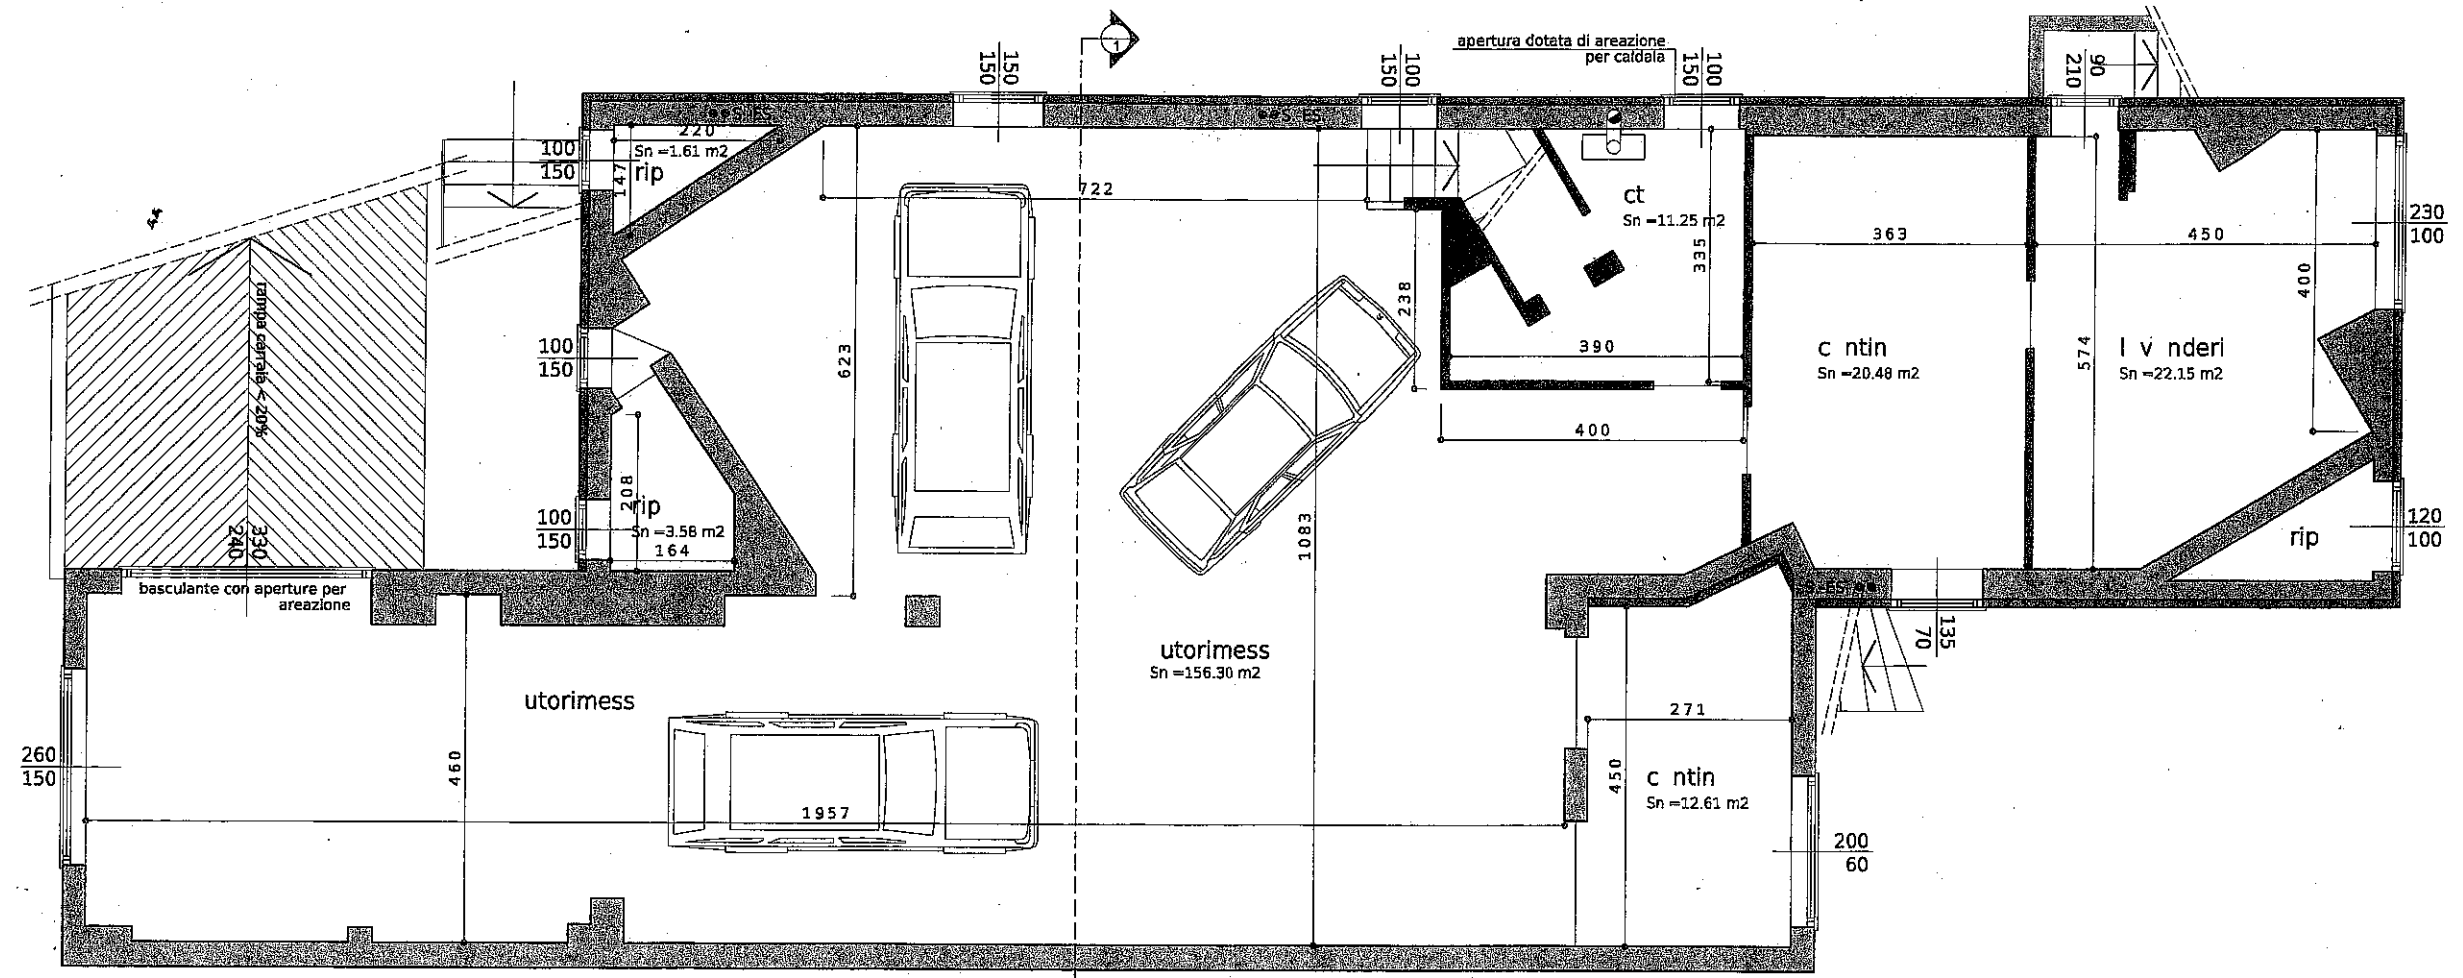 1
apertura dotata di areazione
per caldaia
150
150
100
150
100
150
90
210
220
Sn =1.61 m2
rip
147
100
150
722
ct
Sn =11.25 m2
335
363
450
230
100
400
rampa carraia < 20%
623
238
390
100
150
c ntin
Sn =20.48 m2
574
l v nderi
Sn =22.15 m2
400
208
rip
Sn =3.58 m2
164
100
150
1083
120
100
rip
330
240
basculante con aperture per
areazione
135
70
utorimess
Sn =156.30 m2
utorimess
271
260
150
460
1957
450
c ntin
Sn =12.61 m2
200
60